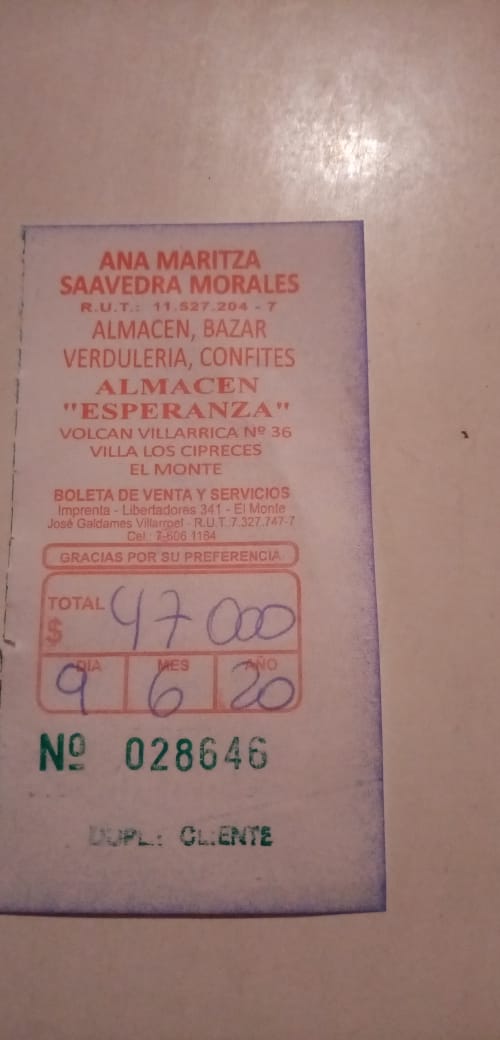 ANA MARITZA
SAAVEDRA MORALES
R.U.T.: 11.527.204 - 7
ALMACEN, BAZAR
VERDULERIA, CONFITES
ALMACEN
"ESPERANZA"
VOLCAN VILLARRICA Nº 36
VILLA LOS CIPRECES
EL MONTE
BOLETA DE VENTA Y SERVICIOS
Imprenta - Libertadores 341 - El Monte
José Galdames Villarroel - R.U.T. 7.327.747-7
Cel.: 7-606 1164
GRACIAS POR SU PREFERENCIA
TOTAL $ 47 000
DIA MES AÑO
9 6 20
Nº 028646
DUPL.: CLIENTE